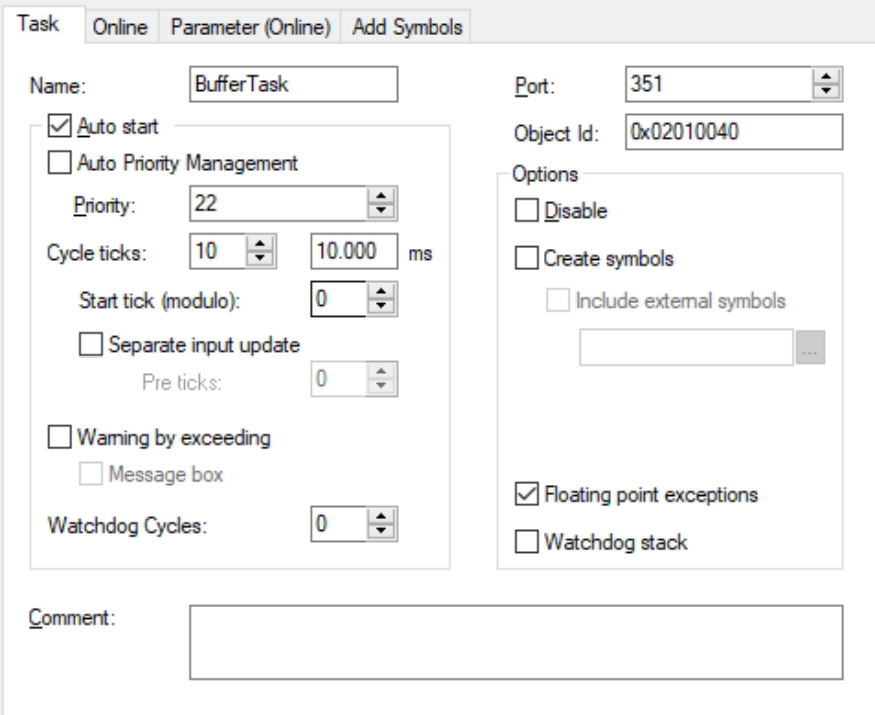 Task Online Parameter (Online) Add Symbols
Name: BufferTask Port: 351
Auto start Object Id: 0x02010040
Auto Priority Management Options
Priority: 22 Disable
Cycle ticks: 10 10.000 ms Create symbols
Start tick (modulo): 0 Include external symbols
Separate input update ...
Pre ticks: 0
Warning by exceeding
Message box Floating point exceptions
Watchdog Cycles: 0 Watchdog stack
Comment: